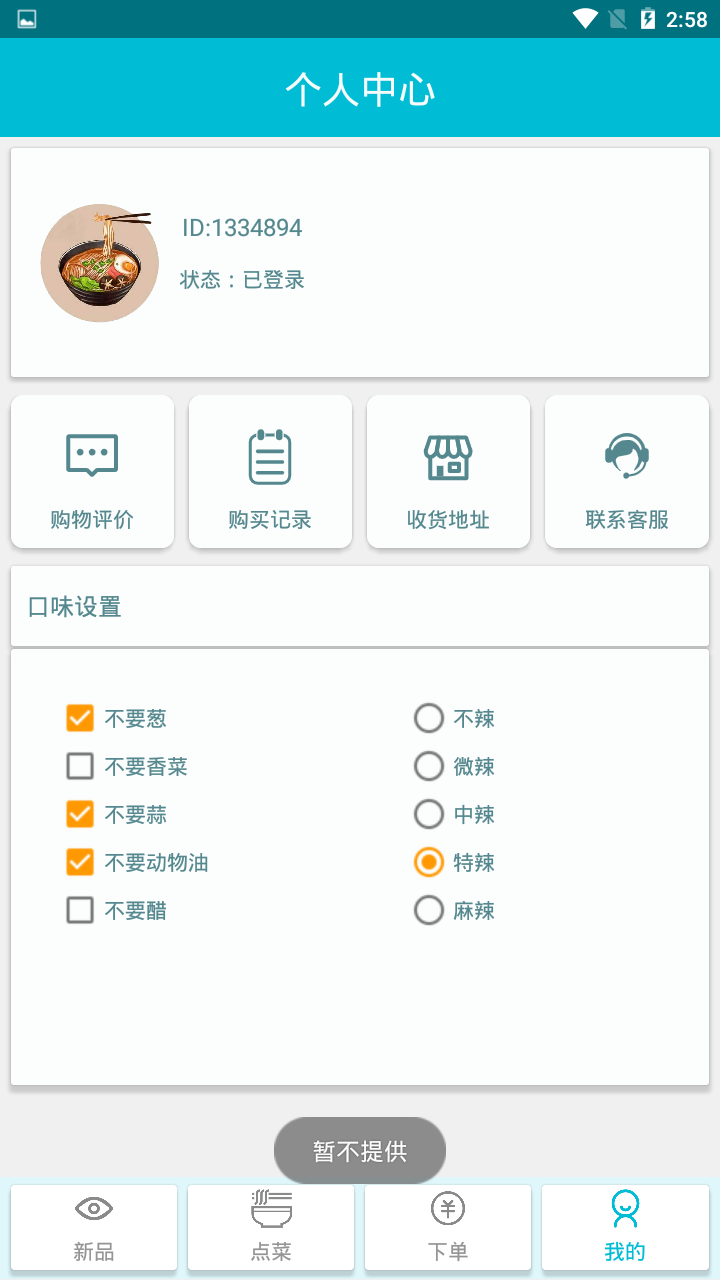 2:58
个人中心
ID:1334894
状态：已登录
购物评价 购买记录 收货地址 联系客服
口味设置
不要葱 不辣
不要香菜 微辣
不要蒜 中辣
不要动物油 特辣
不要醋 麻辣
暂不提供
新品 点菜 下单 我的